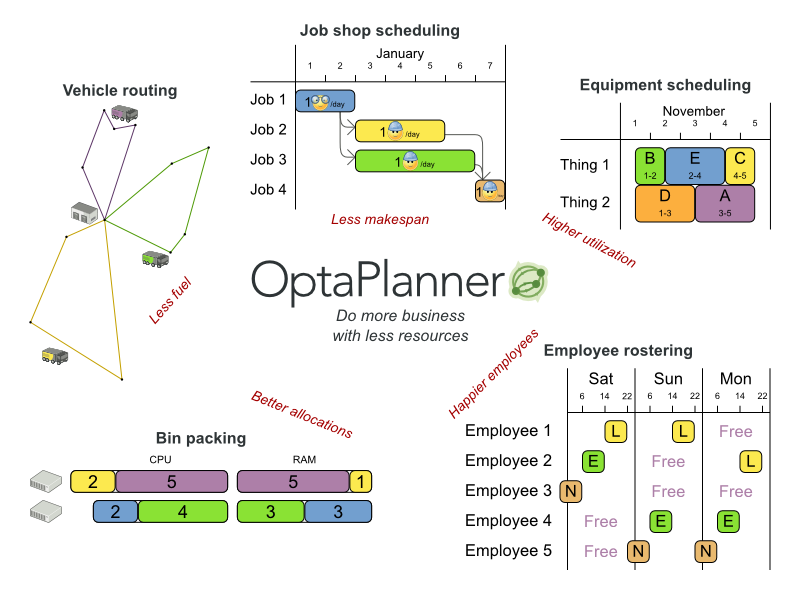 Job shop scheduling
January
1 2 3 4 5 6 7
Job 1
1 /day
Job 2
1 /day
Job 3
1 /day
Job 4
1
Less makespan
Vehicle routing
Less fuel
Equipment scheduling
November
1 2 3 4 5
Thing 1
B E C
1-2 2-4 4-5
Thing 2
D A
1-3 3-5
Higher utilization
OptaPlanner
Do more business
with less resources
Happier employees
Better allocations
Bin packing
CPU RAM
2 5 5 1
2 4 3 3
Employee rostering
Sat Sun Mon
6 14 22 6 14 22 6 14 22
Employee 1 L L Free
Employee 2 E Free L
Employee 3 N Free Free
Employee 4 Free E E
Employee 5 Free N N